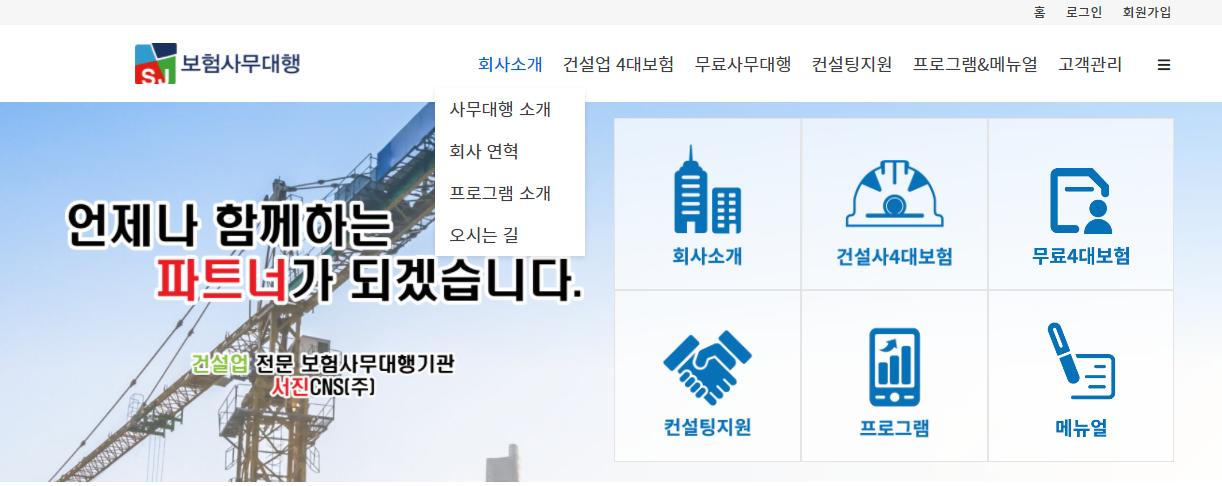 홈 로그인 회원가입
SJ 보험사무대행
회사소개 건설업 4대보험 무료사무대행 컨설팅지원 프로그램&메뉴얼 고객관리
사무대행 소개
회사 연혁
프로그램 소개
오시는 길
언제나 함께하는
파트너가 되겠습니다.
건설업 전문 보험사무대행기관
서진CNS(주)
회사소개 건설사4대보험 무료4대보험
컨설팅지원 프로그램 메뉴얼